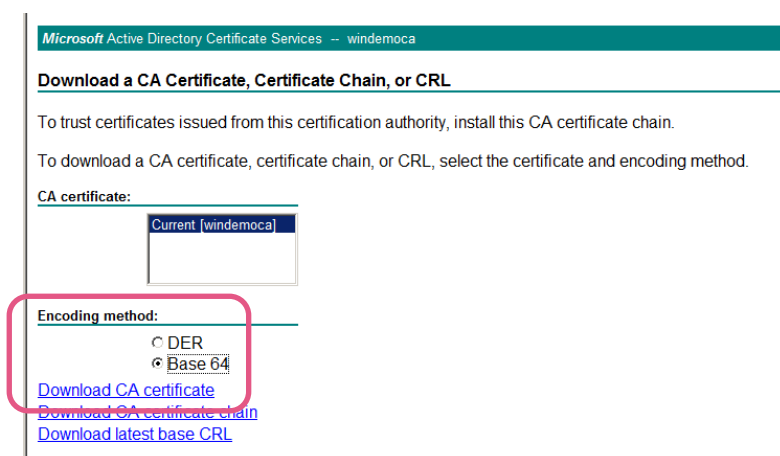 Microsoft Active Directory Certificate Services -- windemoca
Download a CA Certificate, Certificate Chain, or CRL
To trust certificates issued from this certification authority, install this CA certificate chain.
To download a CA certificate, certificate chain, or CRL, select the certificate and encoding method.
CA certificate:
Current [windemoca]
Encoding method:
DER
Base 64
Download CA certificate
Download CA certificate chain
Download latest base CRL